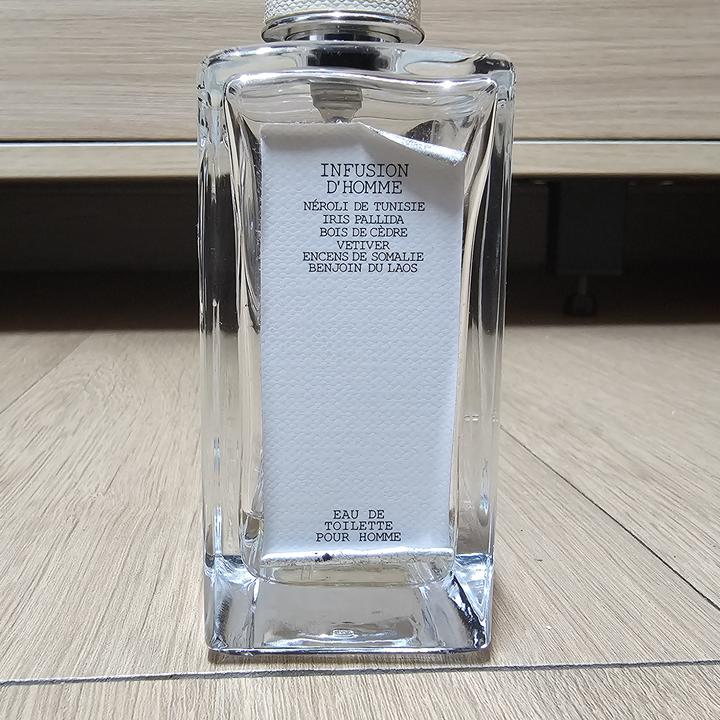 INFUSION
D'HOMME
NÉROLI DE TUNISIE
IRIS PALLIDA
BOIS DE CÈDRE
VETIVER
ENCENS DE SOMALIE
BENJOIN DU LAOS
EAU DE
TOILETTE
POUR HOMME